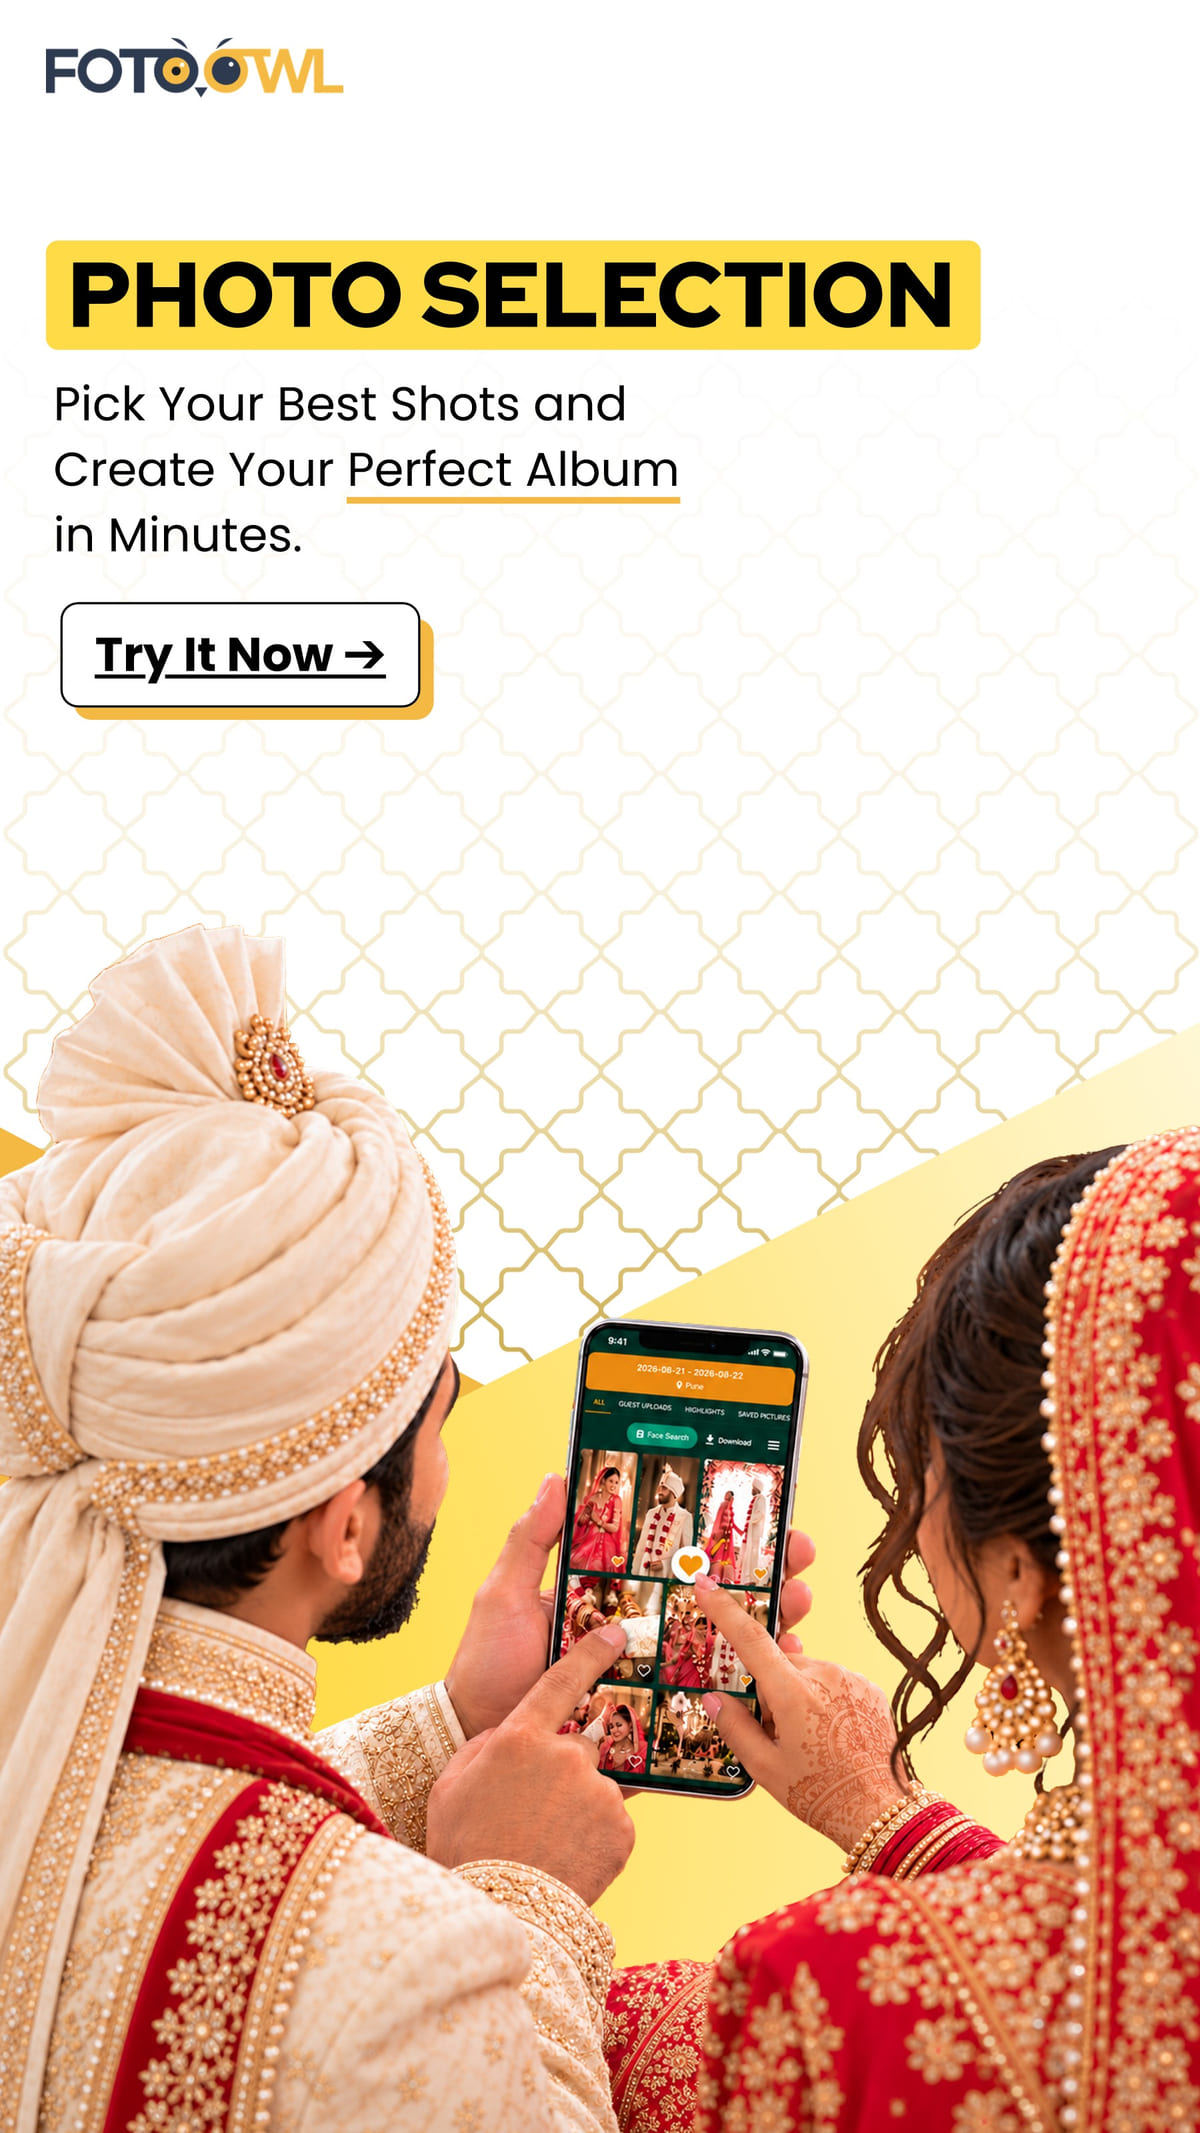 FOTOOWL
PHOTO SELECTION
Pick Your Best Shots and
Create Your Perfect Album
in Minutes.
Try It Now →
9:41
2026-06-21 - 2026-08-22
Pune
ALL GUEST UPLOADS HIGHLIGHTS SAVED PICTURES
Face Search Download